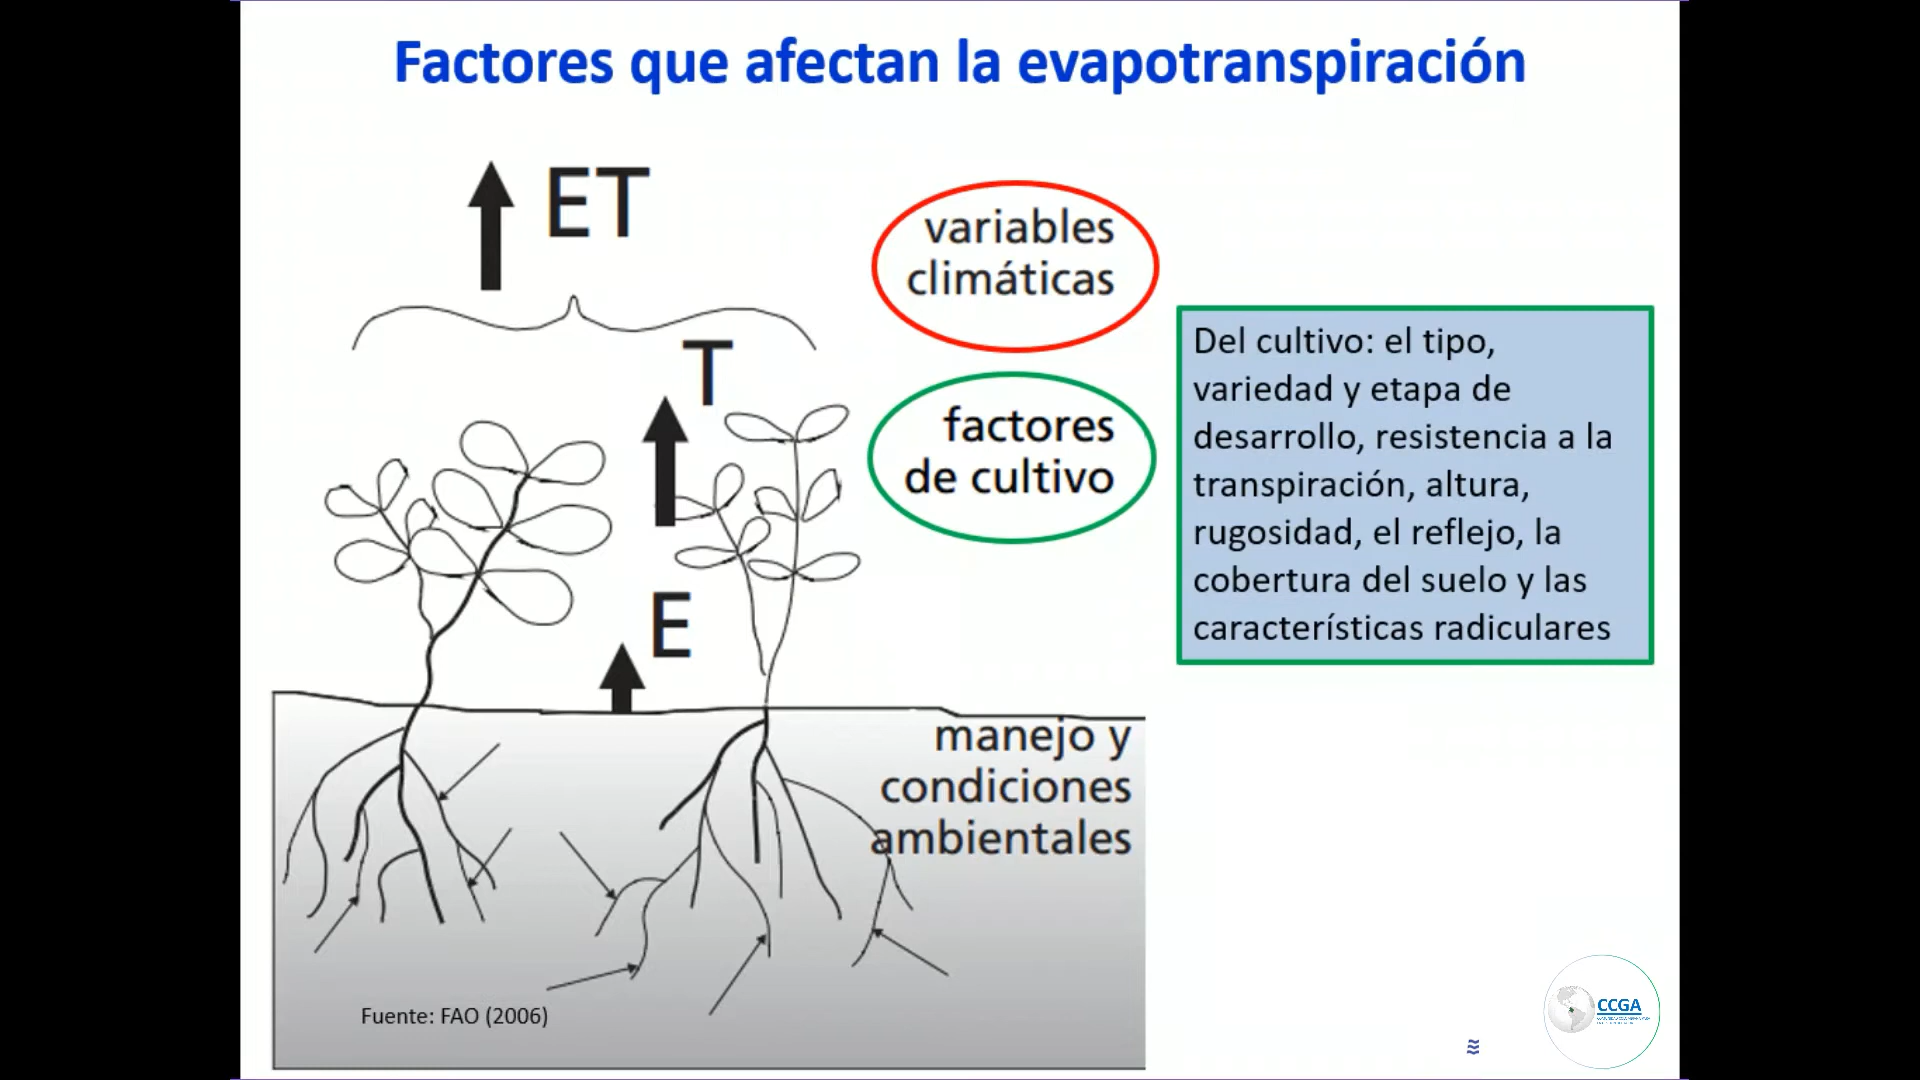 Factores que afectan la evapotranspiración
ET
variables
climáticas
T
factores
de cultivo
Del cultivo: el tipo,
variedad y etapa de
desarrollo, resistencia a la
transpiración, altura,
rugosidad, el reflejo, la
cobertura del suelo y las
características radiculares
E
manejo y
condiciones
ambientales
Fuente: FAO (2006)
CCGA